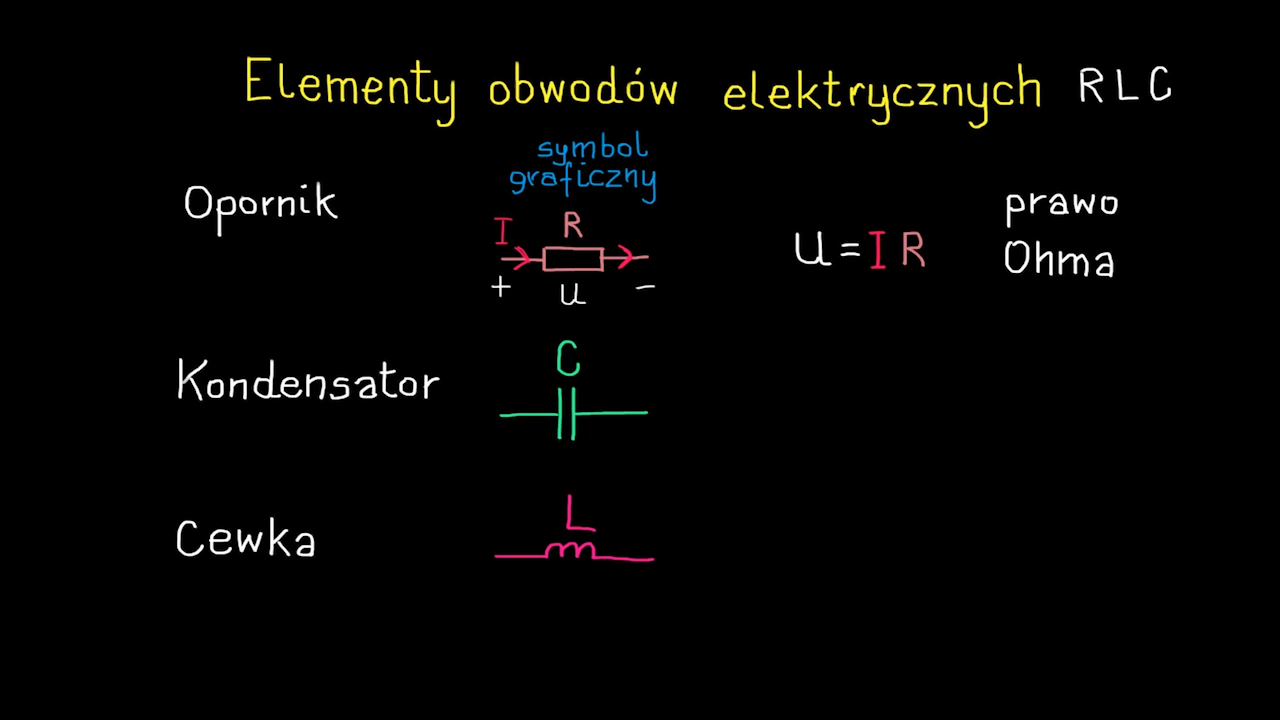 Elementy obwodów elektrycznych RLC
symbol
graficzny
Opornik
I R
+ U -
U = I R
prawo
Ohma
Kondensator
C
Cewka
L